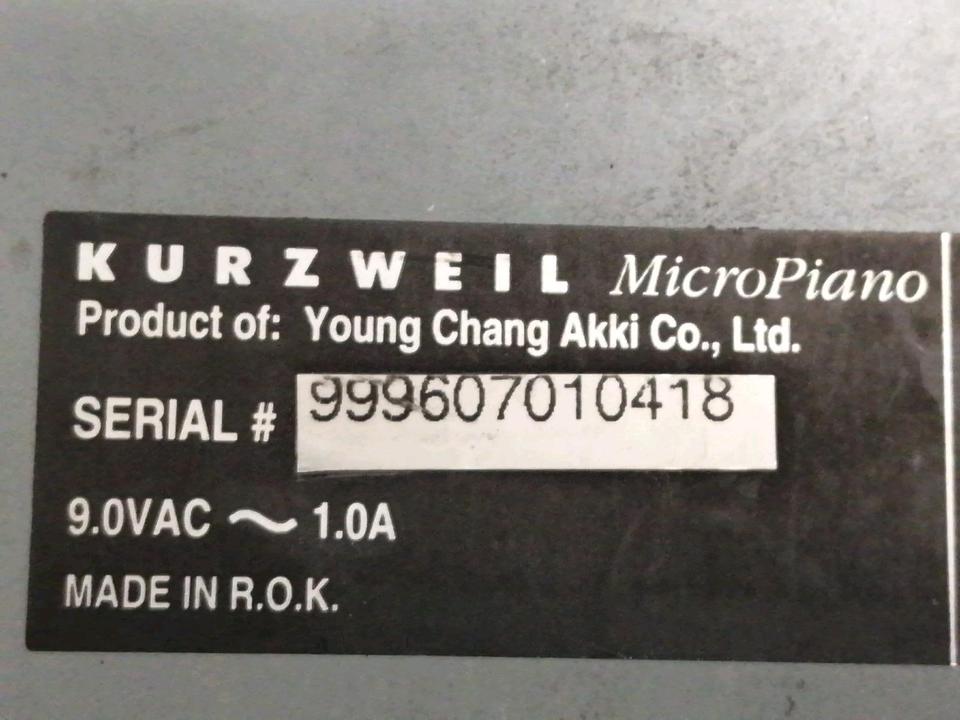 KURZWEIL MicroPiano
Product of: Young Chang Akki Co., Ltd.
SERIAL # 999607010418
9.0VAC ~ 1.0A
MADE IN R.O.K.